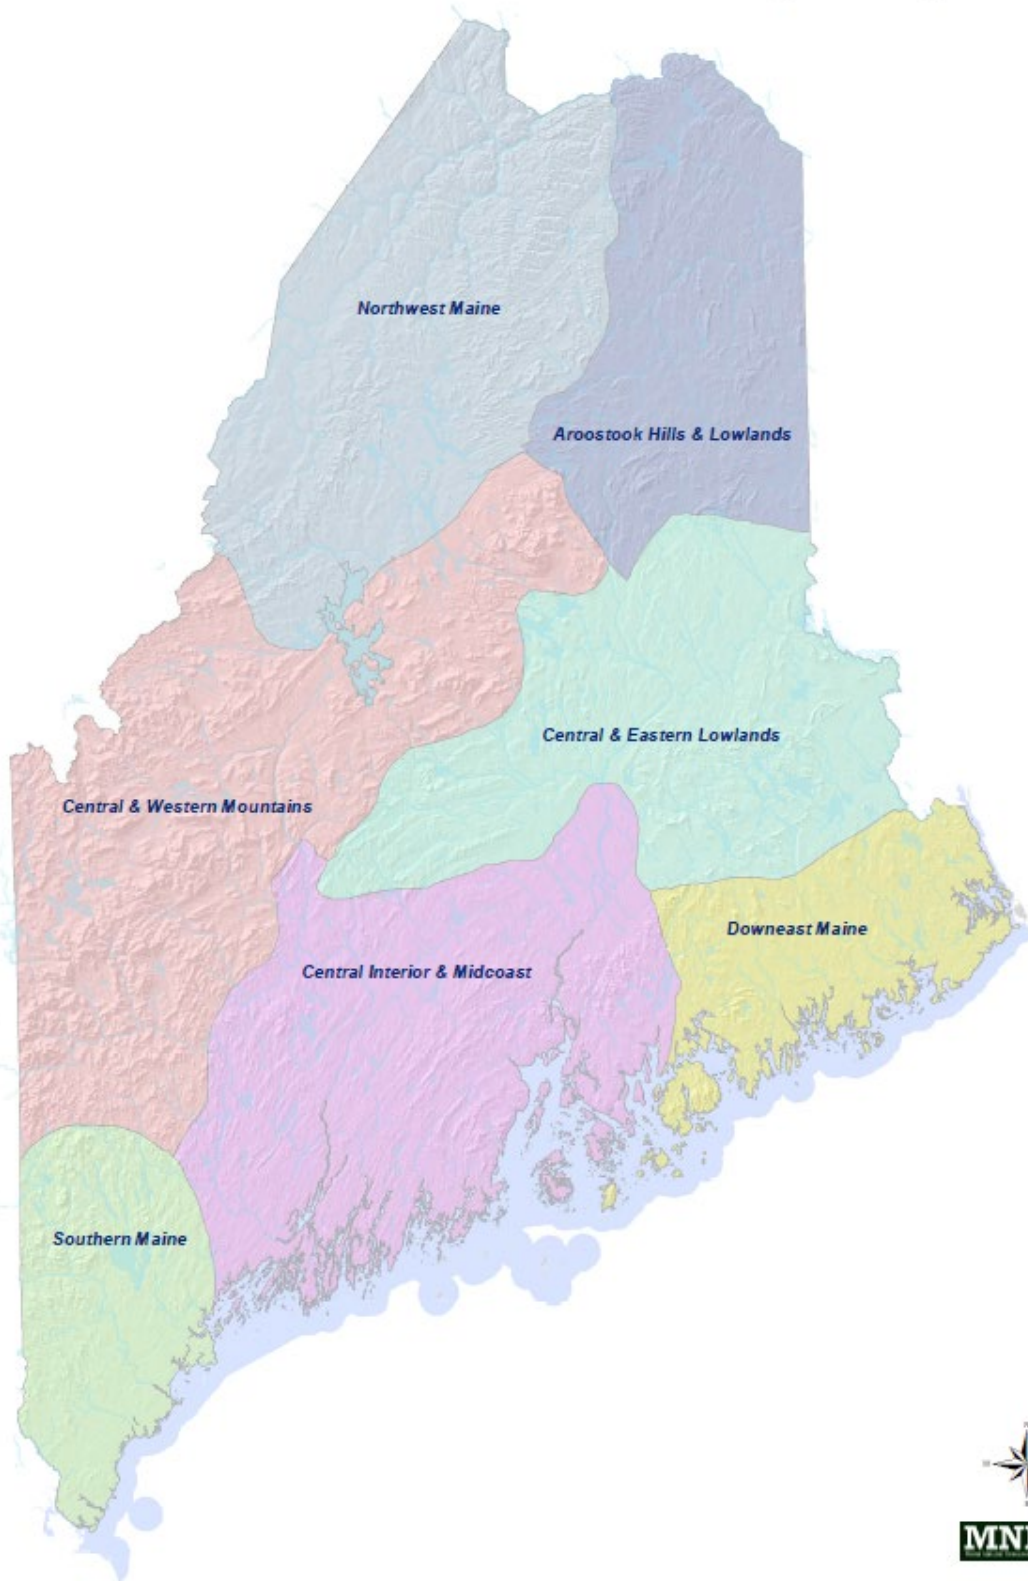 Northwest Maine
Aroostook Hills & Lowlands
Central & Eastern Lowlands
Central & Western Mountains
Downeast Maine
Central Interior & Midcoast
Southern Maine